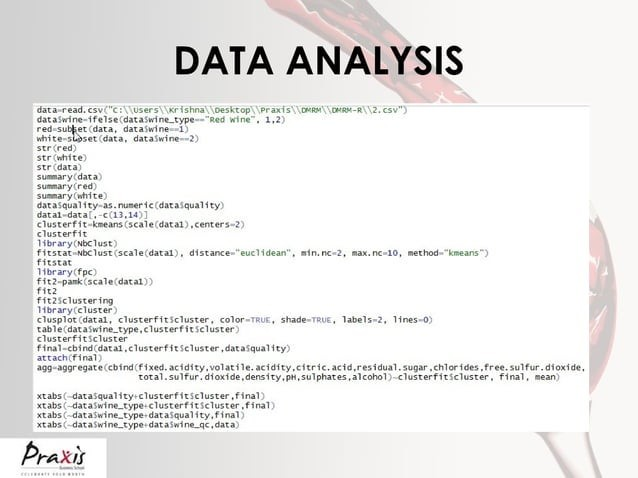 DATA ANALYSIS
data=read.csv("C:\\Users\\Krishna\\Desktop\\Praxis\\DMRM\\DMRM-R\\2.csv")
data$wine=ifelse(data$wine_type=="Red Wine", 1,2)
red=subset(data, data$wine==1)
white=subset(data, data$wine==2)
str(red)
str(white)
str(data)
summary(data)
summary(red)
summary(white)
data$quality=as.numeric(data$quality)
data1=data[,-c(13,14)]
clusterfit=kmeans(scale(data1),centers=2)
clusterfit
library(NbClust)
fitstat=NbClust(scale(data1), distance="euclidean", min.nc=2, max.nc=10, method="kmeans")
fitstat
library(fpc)
fit2=pamk(scale(data1))
fit2
fit2$clustering
library(cluster)
clusplot(data1, clusterfit$cluster, color=TRUE, shade=TRUE, labels=2, lines=0)
table(data$wine_type,clusterfit$cluster)
clusterfit$cluster
final=cbind(data1,clusterfit$cluster,data$quality)
attach(final)
agg=aggregate(cbind(fixed.acidity,volatile.acidity,citric.acid,residual.sugar,chlorides,free.sulfur.dioxide,
total.sulfur.dioxide,density,pH,sulphates,alcohol)~clusterfit$cluster, final, mean)
xtabs(~data$quality+clusterfit$cluster,final)
xtabs(~data$wine_type+clusterfit$cluster,final)
xtabs(~data$wine_type+data$quality,final)
xtabs(~data$wine_type+data$wine_qc,data)
Praxis
Business School
CELEBRATE YOUR WORTH